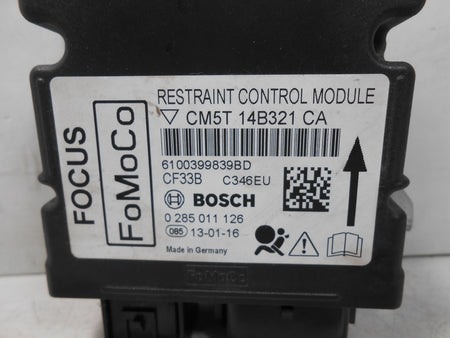 FOCUS
FoMoCo
RESTRAINT CONTROL MODULE
CM5T 14B321 CA
6100399839BD
CF33B C346EU
BOSCH
0 285 011 126
085 13-01-16
Made in Germany
FoMoCo